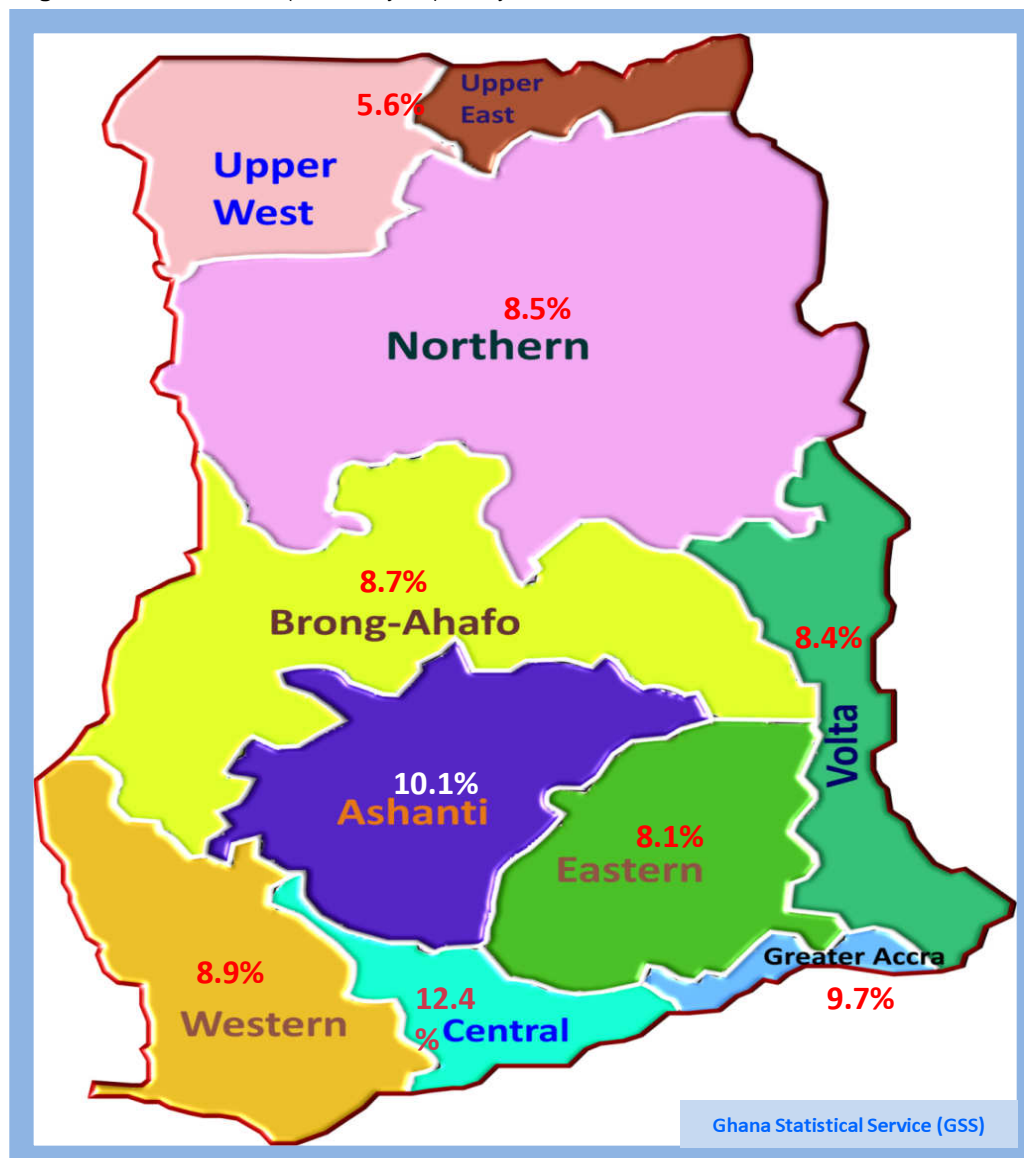 Upper
East
5.6%
Upper
West
8.5%
Northern
8.7%
Brong-Ahafo
8.4%
Volta
10.1%
Ashanti
8.1%
Eastern
8.9%
Western
12.4
%
Central
Greater Accra
9.7%
Ghana Statistical Service (GSS)